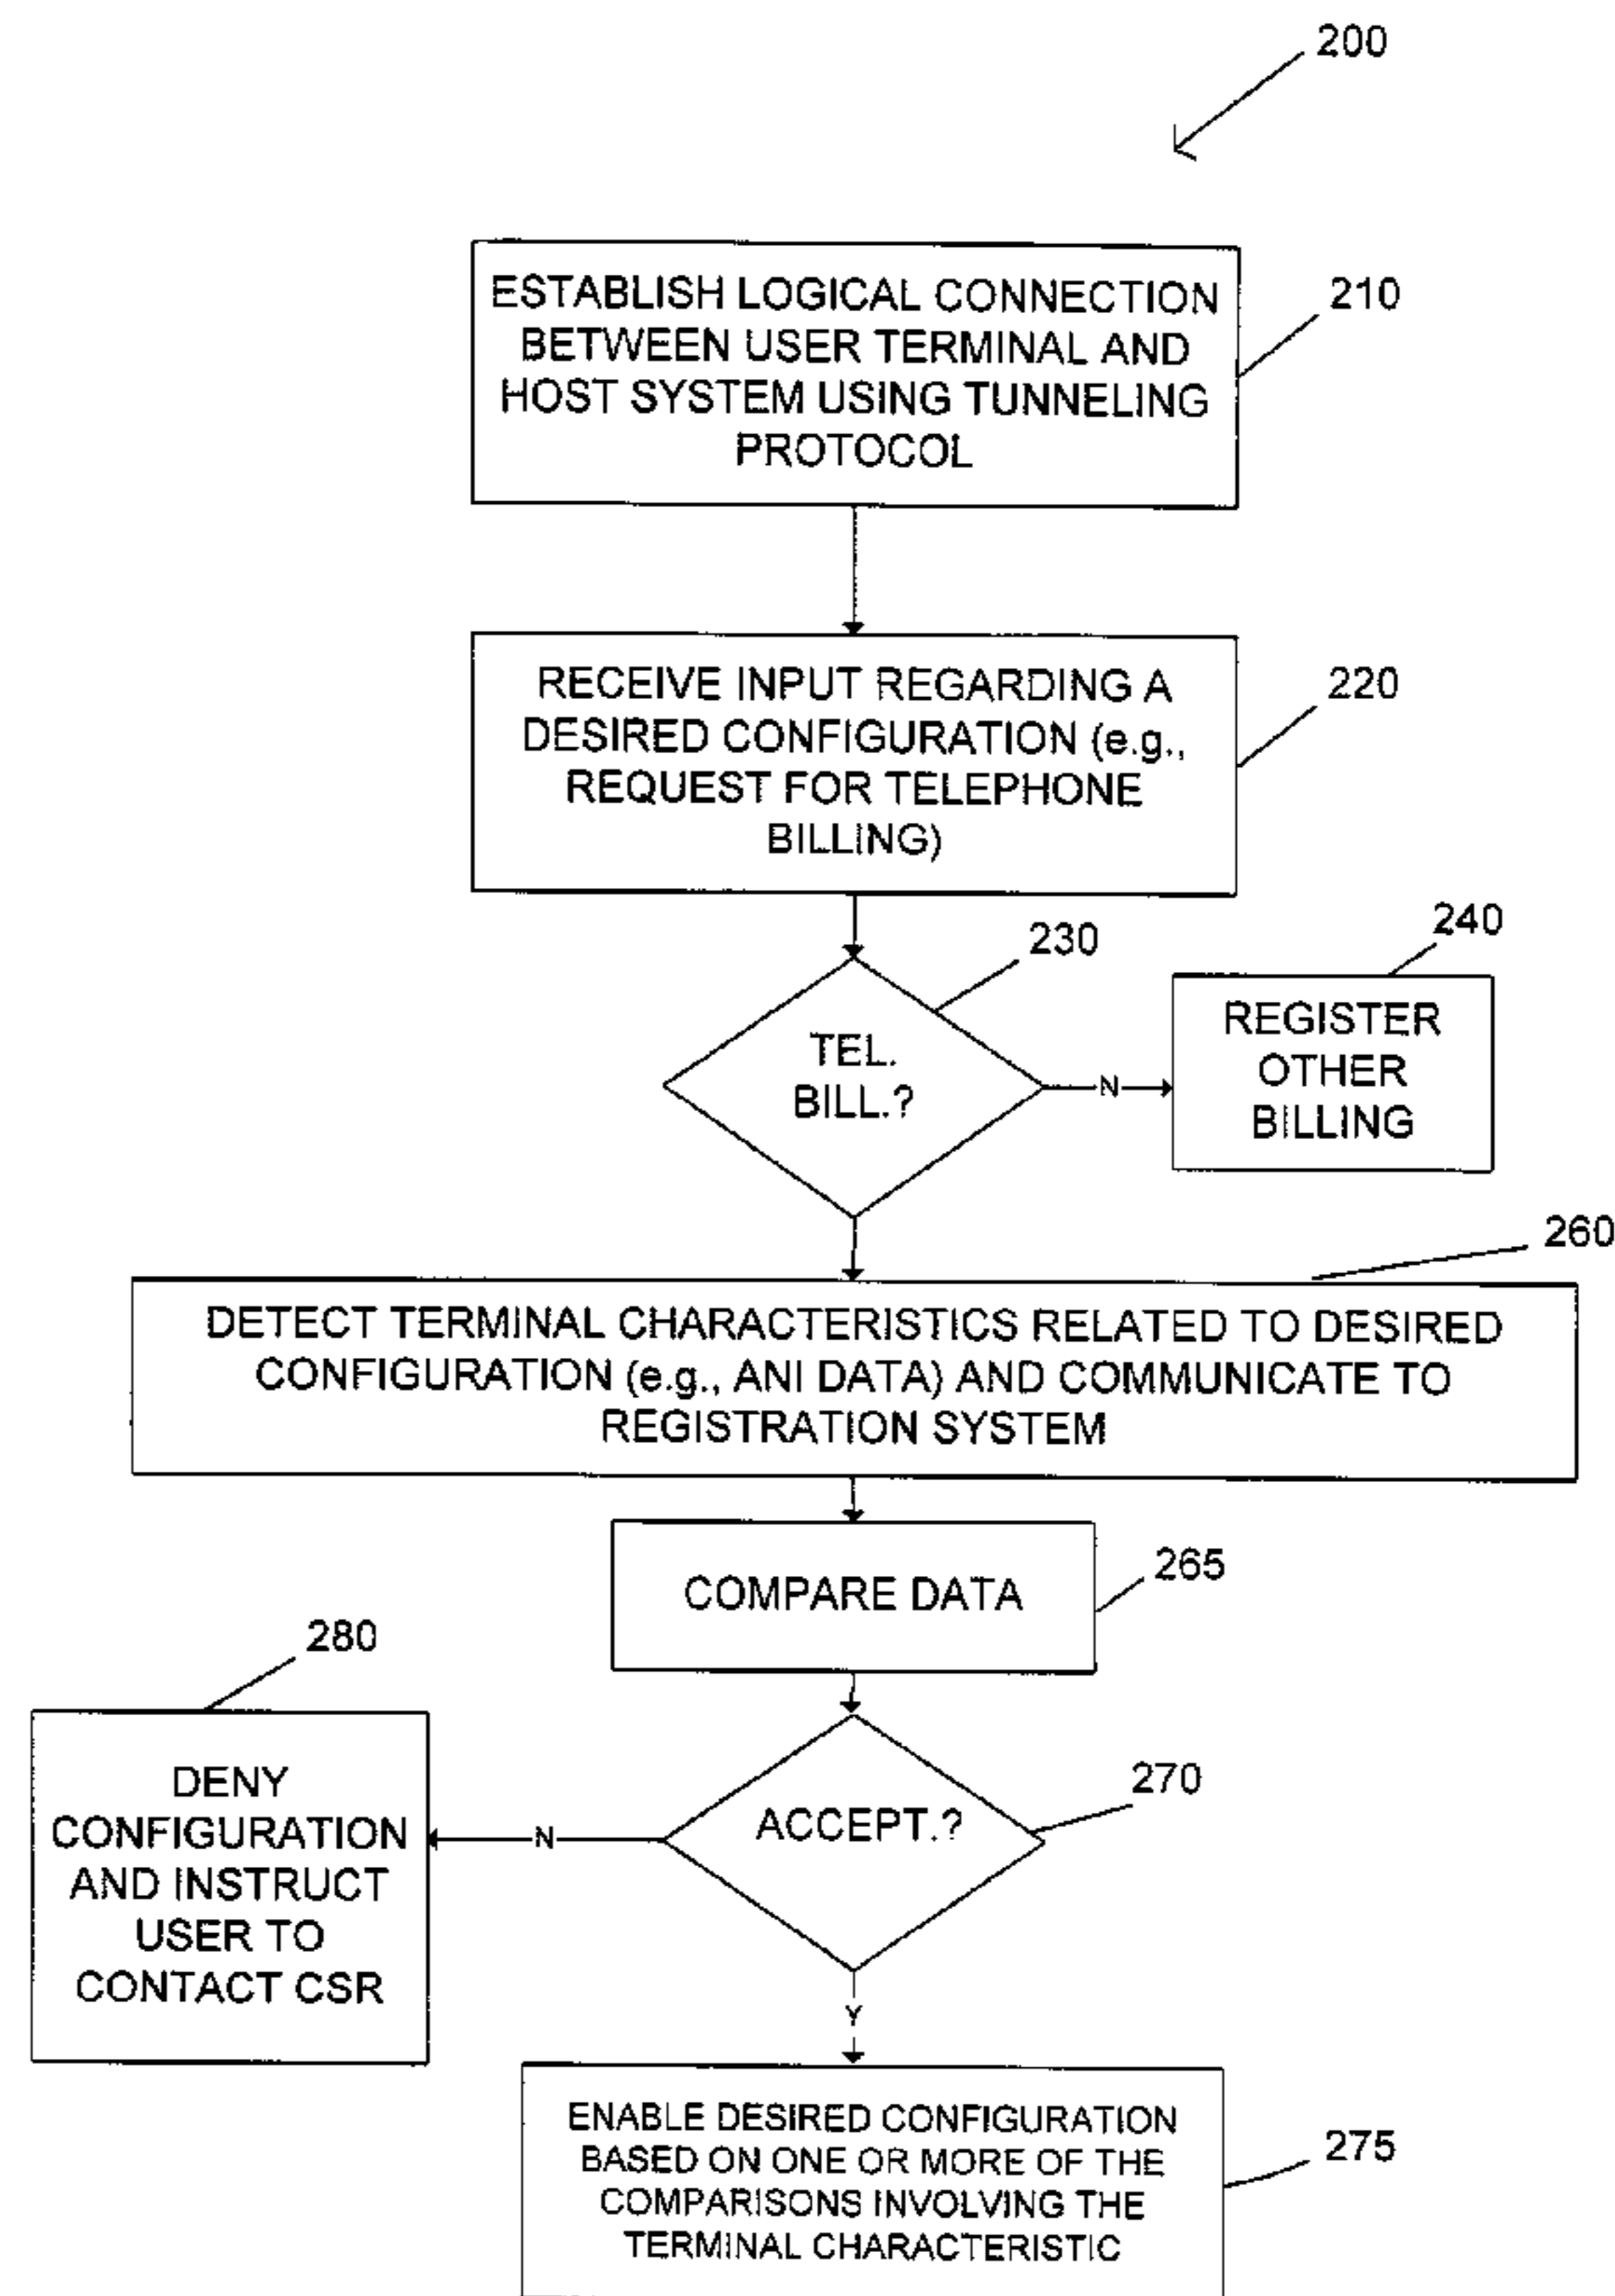 200
ESTABLISH LOGICAL CONNECTION
BETWEEN USER TERMINAL AND
HOST SYSTEM USING TUNNELING
PROTOCOL
210
RECEIVE INPUT REGARDING A
DESIRED CONFIGURATION (e.g.,
REQUEST FOR TELEPHONE
BILLING)
220
230
TEL.
BILL.?
N
240
REGISTER
OTHER
BILLING
260
DETECT TERMINAL CHARACTERISTICS RELATED TO DESIRED
CONFIGURATION (e.g., ANI DATA) AND COMMUNICATE TO
REGISTRATION SYSTEM
COMPARE DATA
265
280
DENY
CONFIGURATION
AND INSTRUCT
USER TO
CONTACT CSR
N
ACCEPT.?
270
Y
ENABLE DESIRED CONFIGURATION
BASED ON ONE OR MORE OF THE
COMPARISONS INVOLVING THE
TERMINAL CHARACTERISTIC
275